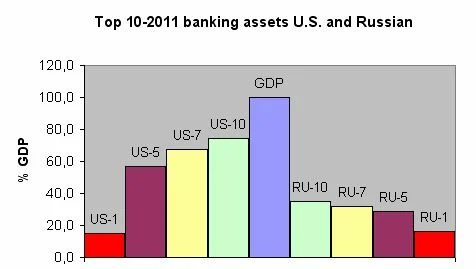 Top 10-2011 banking assets U.S. and Russian
% GDP
120,0
100,0
80,0
60,0
40,0
20,0
0,0
US-1
US-5
US-7
US-10
GDP
RU-10
RU-7
RU-5
RU-1